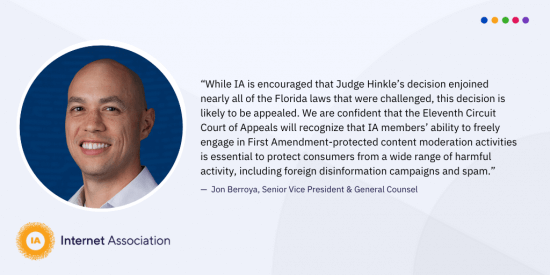 “While IA is encouraged that Judge Hinkle’s decision enjoined
nearly all of the Florida laws that were challenged, this decision is
likely to be appealed. We are confident that the Eleventh Circuit
Court of Appeals will recognize that IA members’ ability to freely
engage in First Amendment-protected content moderation activities
is essential to protect consumers from a wide range of harmful
activity, including foreign disinformation campaigns and spam.”
— Jon Berroya, Senior Vice President & General Counsel
IA Internet Association